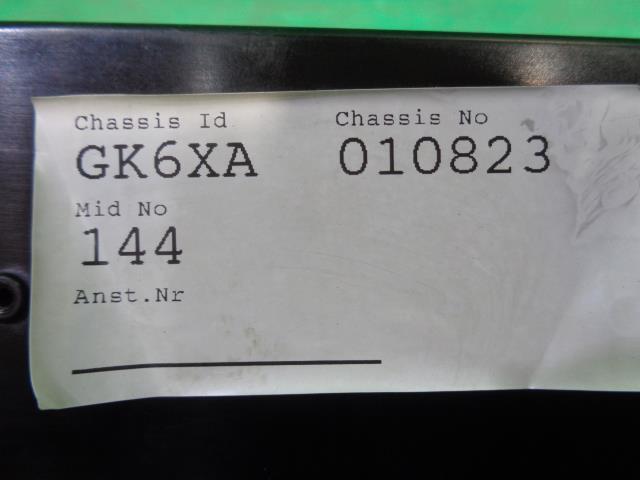 Chassis Id Chassis No
GK6XA 010823
Mid No
144
Anst.Nr